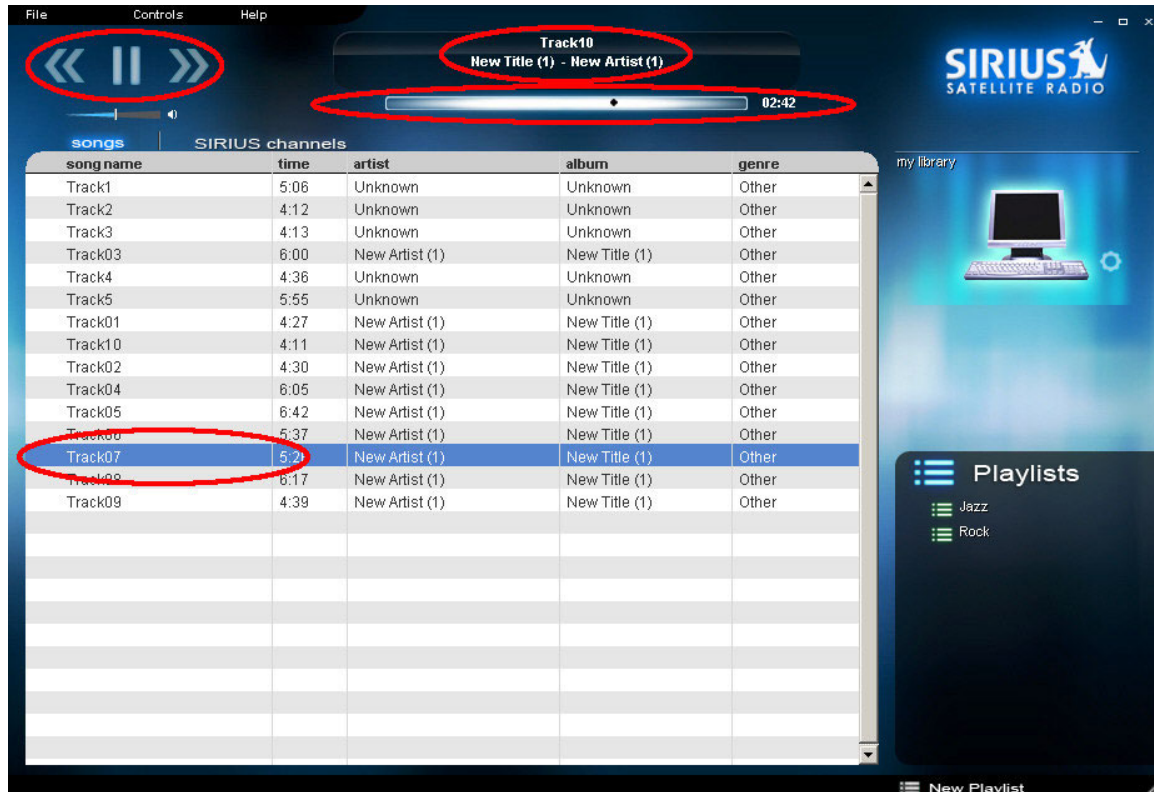 File Controls Help
Track10
New Title (1) - New Artist (1)
02:42
SIRIUS
SATELLITE RADIO
songs SIRIUS channels
song name time artist album genre
Track1 5:06 Unknown Unknown Other
Track2 4:12 Unknown Unknown Other
Track3 4:13 Unknown Unknown Other
Track03 6:00 New Artist (1) New Title (1) Other
Track4 4:36 Unknown Unknown Other
Track5 5:55 Unknown Unknown Other
Track01 4:27 New Artist (1) New Title (1) Other
Track10 4:11 New Artist (1) New Title (1) Other
Track02 4:30 New Artist (1) New Title (1) Other
Track04 6:05 New Artist (1) New Title (1) Other
Track05 6:42 New Artist (1) New Title (1) Other
Track06 5:37 New Artist (1) New Title (1) Other
Track07 New Artist (1) New Title (1) Other
Track08 6:17 New Artist (1) New Title (1) Other
Track09 4:39 New Artist (1) New Title (1) Other
my library
Playlists
Jazz
Rock
New Playlist